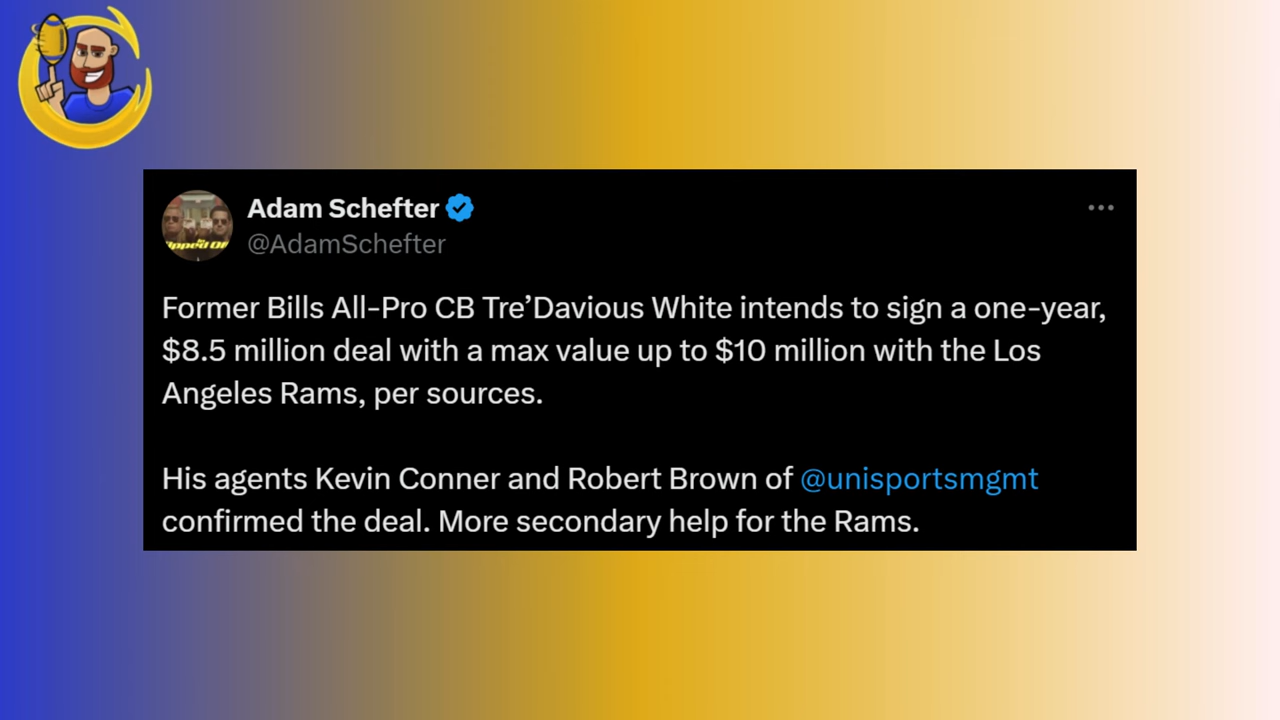 Adam Schefter
@AdamSchefter
Former Bills All-Pro CB Tre’Davious White intends to sign a one-year,
$8.5 million deal with a max value up to $10 million with the Los
Angeles Rams, per sources.
His agents Kevin Conner and Robert Brown of @unisportsmgmt
confirmed the deal. More secondary help for the Rams.